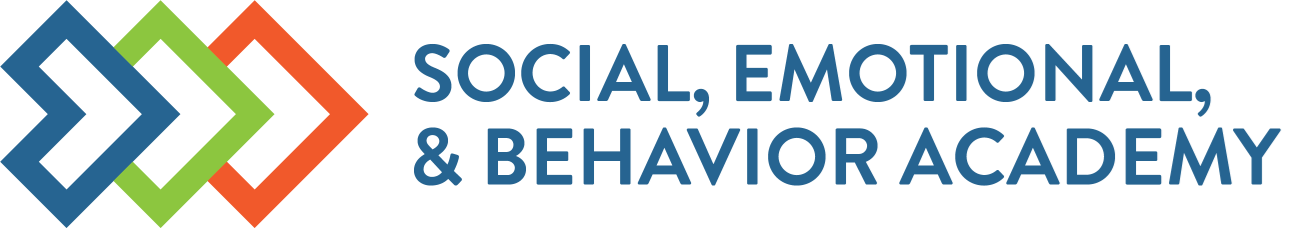 SOCIAL, EMOTIONAL,
& BEHAVIOR ACADEMY